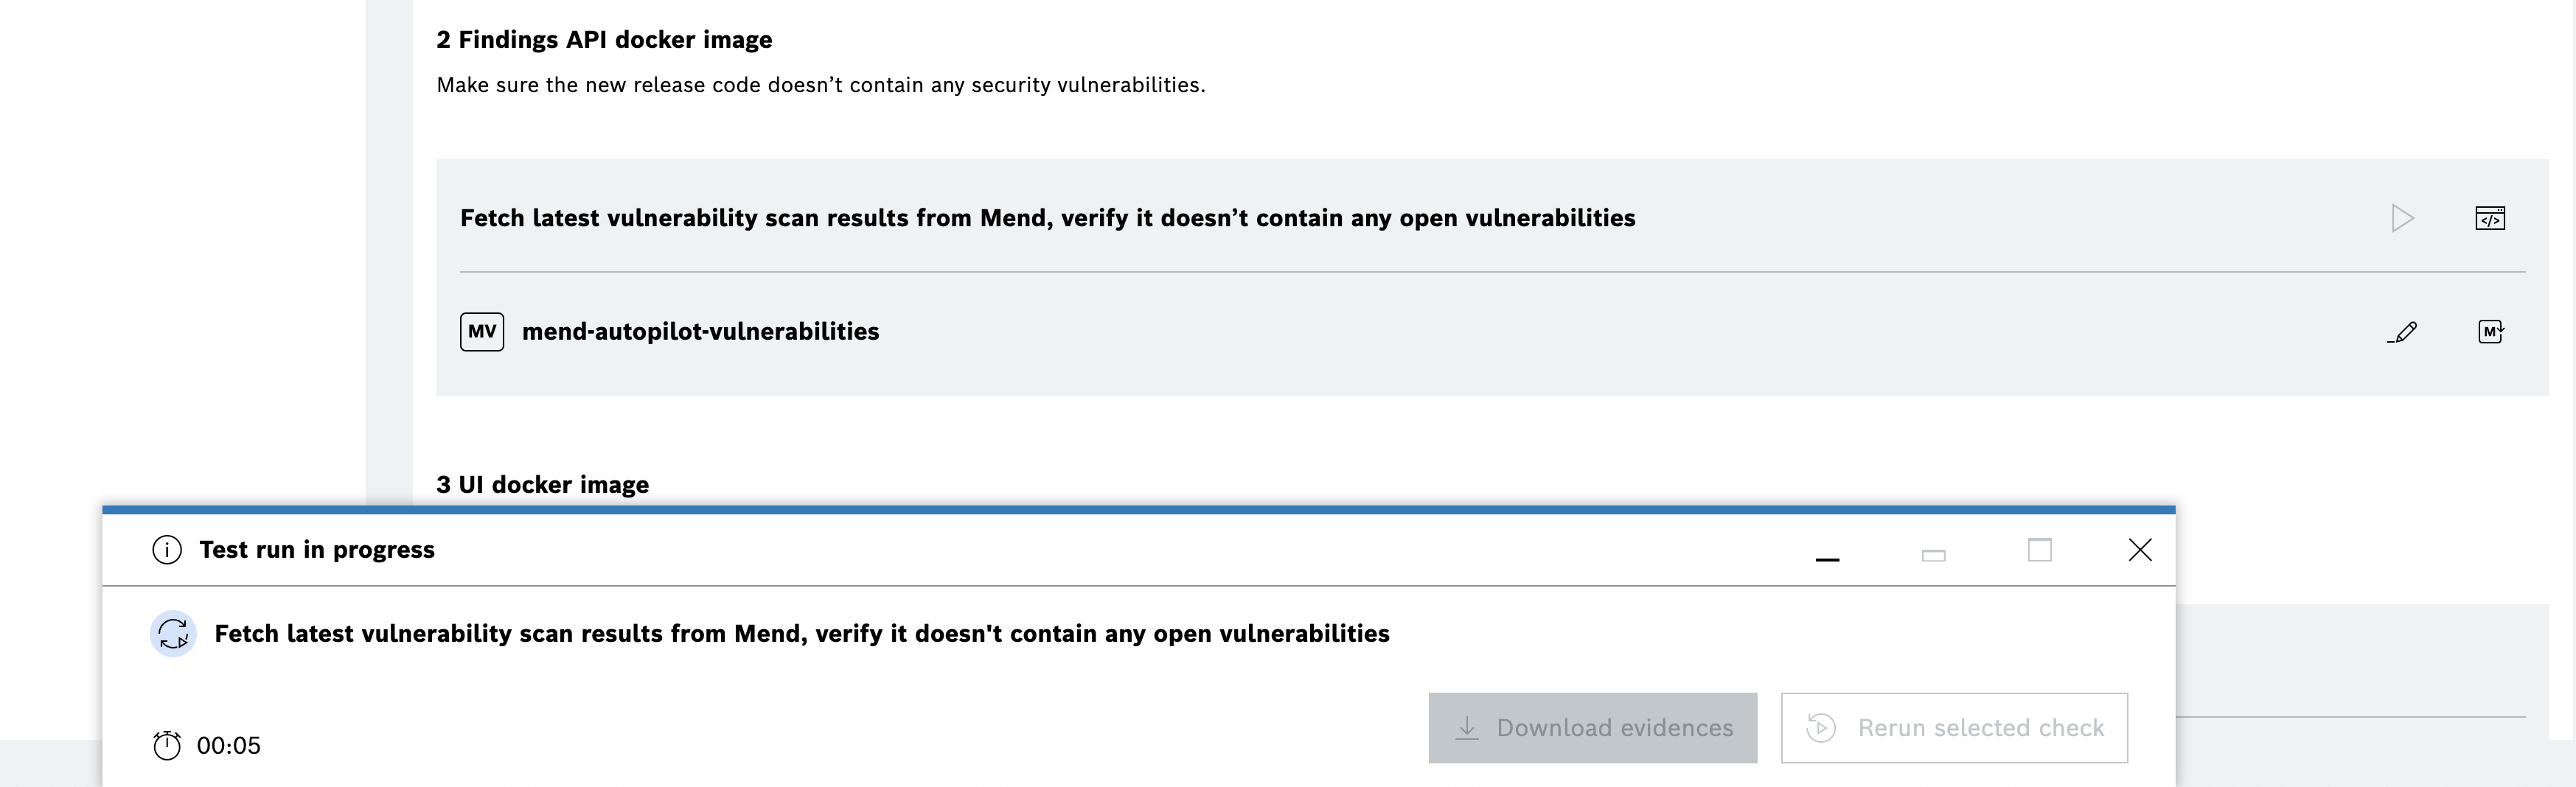 2 Findings API docker image
Make sure the new release code doesn’t contain any security vulnerabilities.
Fetch latest vulnerability scan results from Mend, verify it doesn’t contain any open vulnerabilities
</>
MV mend-autopilot-vulnerabilities
M
3 UI docker image
i Test run in progress
Fetch latest vulnerability scan results from Mend, verify it doesn't contain any open vulnerabilities
Download evidences
Rerun selected check
00:05